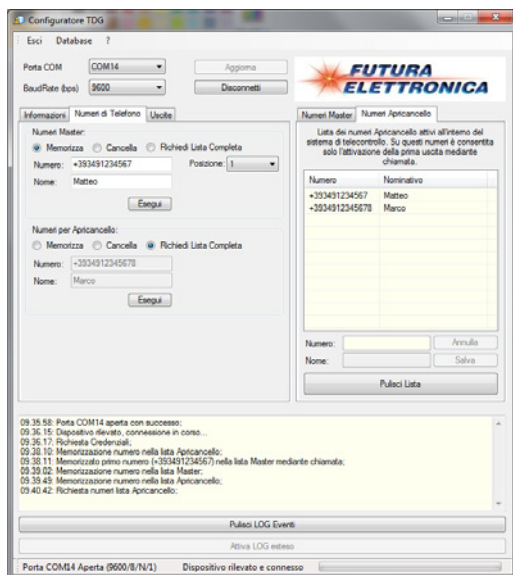 Configuratore TDG
Esci Database ?
Porta COM COM14 Aggiorna
BaudRate (bps) 9600 Disconnetti
FUTURA
ELETTRONICA
Informazioni Numeri di Telefono Uscite
Numeri Master:
Memorizza Cancella Richiedi Lista Completa
Numero: +393491234567 Posizione: 1
Nome: Matteo
Esegui
Numeri per Apricancello:
Memorizza Cancella Richiedi Lista Completa
Numero: +3934912345678
Nome: Marco
Esegui
Numeri Master Numeri Apricancello
Lista dei numeri Apricancello attivi all'interno del
sistema di telecontrollo. Su questi numeri è consentita
solo l'attivazione della prima uscita mediante
chiamata.
Numero Nominativo
+393491234567 Matteo
+3934912345678 Marco
Numero: Annulla
Nome: Salva
Pulisci Lista
09.35.58: Porta COM14 aperta con successo;
09.36.15: Dispositivo rilevato, connessione in corso...
09.36.17: Richiesta Credenziali;
09.38.10: Memorizzazione numero nella lista Apricancello;
09.38.11: Memorizzato primo numero (+393491234567) nella lista Master mediante chiamata;
09.39.02: Memorizzazione numero nella lista Master;
09.39.49: Memorizzazione numero nella lista Apricancello;
09.40.42: Richiesta numeri lista Apricancello;
Pulisci LOG Eventi
Attiva LOG esteso
Porta COM14 Aperta (9600/8/N/1) Dispositivo rilevato e connesso